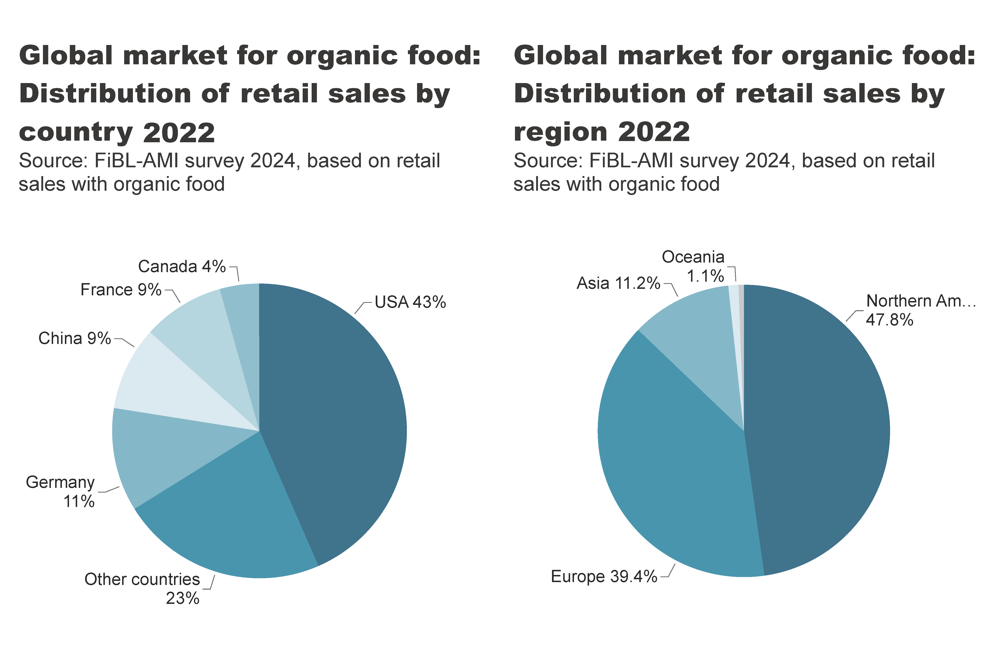 Global market for organic food:
Distribution of retail sales by
country 2022
Source: FiBL-AMI survey 2024, based on retail
sales with organic food
Canada 4%
France 9%
USA 43%
China 9%
Germany
11%
Other countries
23%
Global market for organic food:
Distribution of retail sales by
region 2022
Source: FiBL-AMI survey 2024, based on retail
sales with organic food
Oceania
1.1%
Asia 11.2%
Northern Am...
47.8%
Europe 39.4%